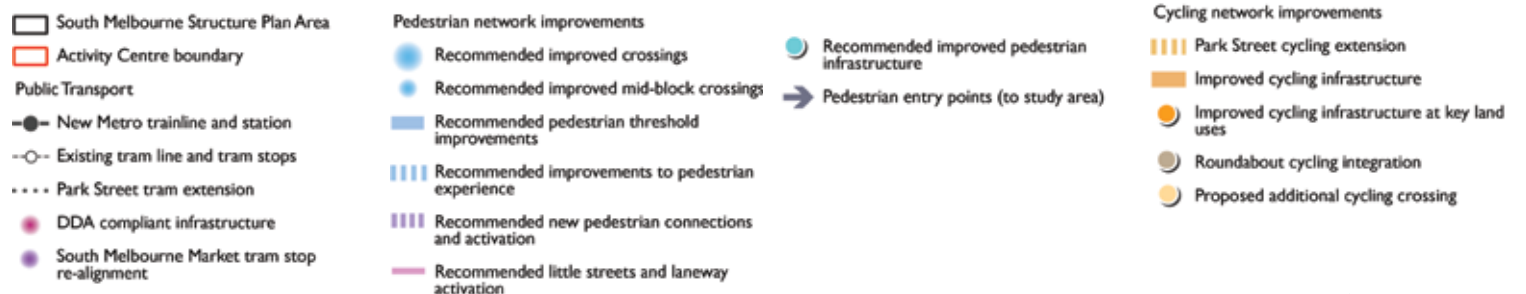 South Melbourne Structure Plan Area
Activity Centre boundary
Public Transport
New Metro trainline and station
Existing tram line and tram stops
Park Street tram extension
DDA compliant infrastructure
South Melbourne Market tram stop
re-alignment
Pedestrian network improvements
Recommended improved crossings
Recommended improved mid-block crossings
Recommended pedestrian threshold
improvements
Recommended improvements to pedestrian
experience
Recommended new pedestrian connections
and activation
Recommended little streets and laneway
activation
Recommended improved pedestrian
infrastructure
Pedestrian entry points (to study area)
Cycling network improvements
Park Street cycling extension
Improved cycling infrastructure
Improved cycling infrastructure at key land
uses
Roundabout cycling integration
Proposed additional cycling crossing